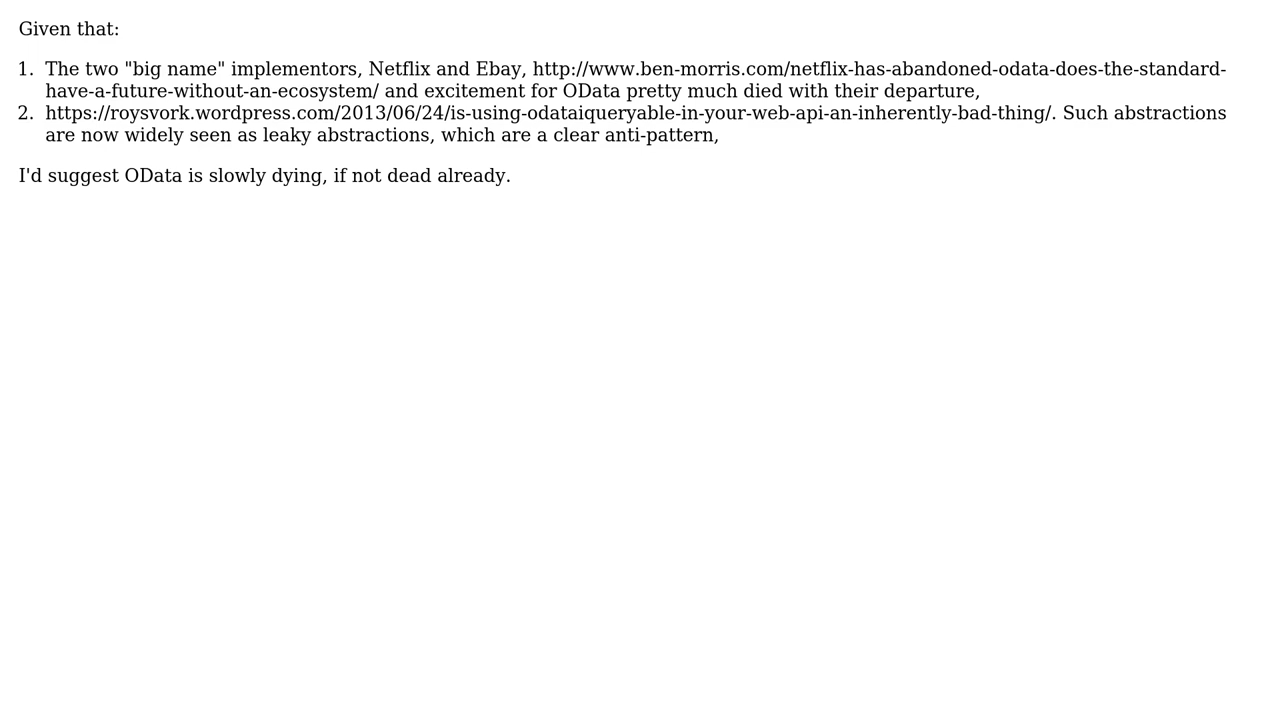 Given that:
1. The two "big name" implementors, Netflix and Ebay, http://www.ben-morris.com/netflix-has-abandoned-odata-does-the-standard-
have-a-future-without-an-ecosystem/ and excitement for OData pretty much died with their departure,
2. https://roysvork.wordpress.com/2013/06/24/is-using-odataiqueryable-in-your-web-api-an-inherently-bad-thing/. Such abstractions
are now widely seen as leaky abstractions, which are a clear anti-pattern,
I'd suggest OData is slowly dying, if not dead already.